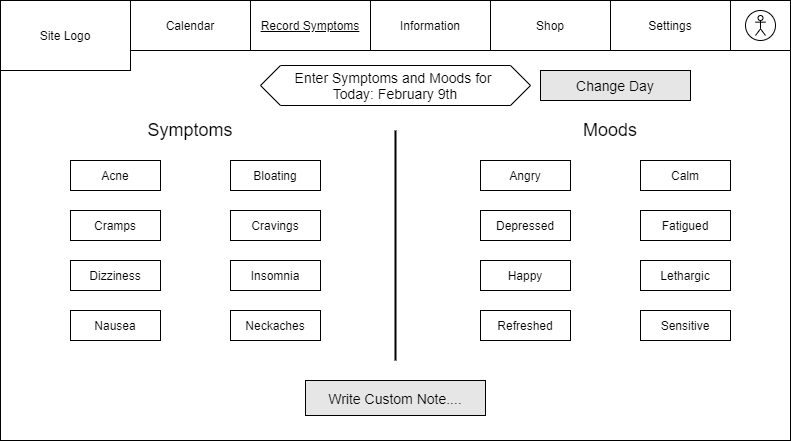 Site Logo
Calendar
Record Symptoms
Information
Shop
Settings
Enter Symptoms and Moods for
Today: February 9th
Change Day
Symptoms
Moods
Acne
Bloating
Angry
Calm
Cramps
Cravings
Depressed
Fatigued
Dizziness
Insomnia
Happy
Lethargic
Nausea
Neckaches
Refreshed
Sensitive
Write Custom Note....